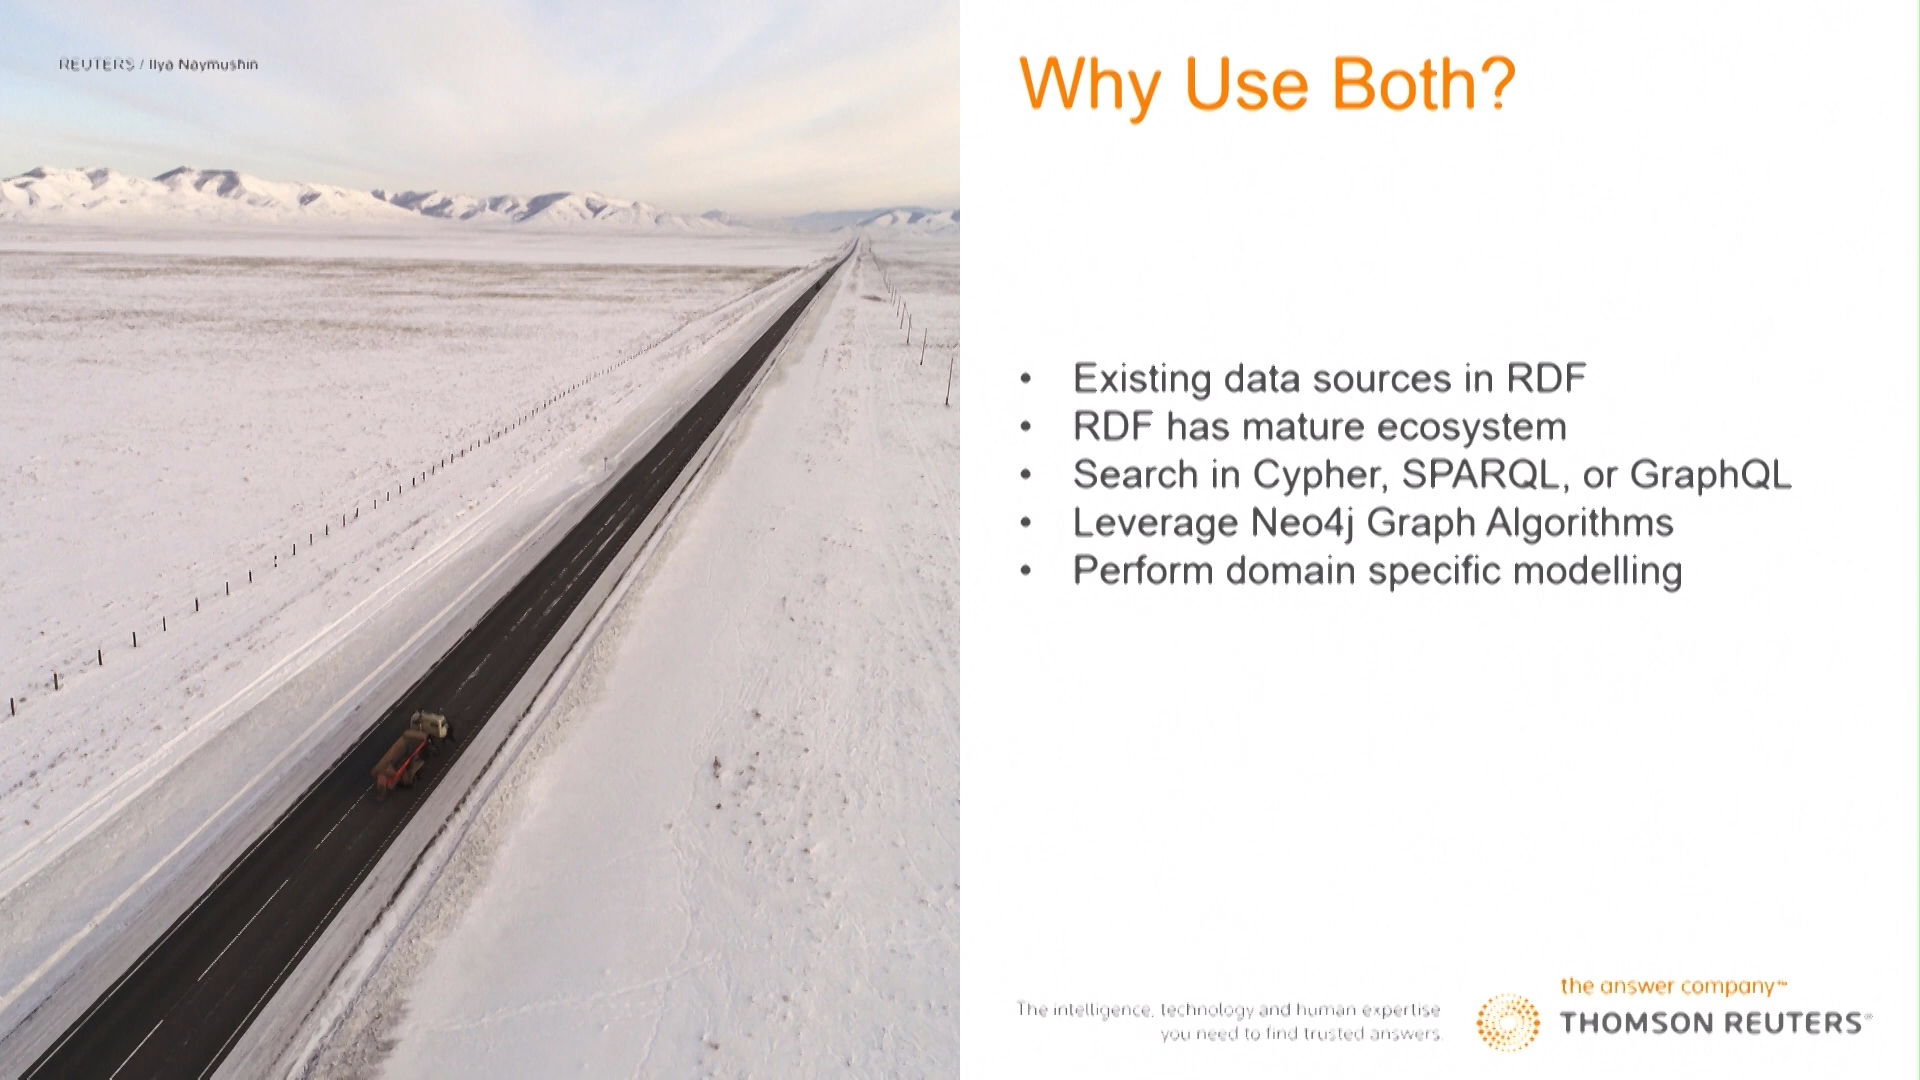 REUTERS / Ilya Naymushin
Why Use Both?
• Existing data sources in RDF
• RDF has mature ecosystem
• Search in Cypher, SPARQL, or GraphQL
• Leverage Neo4j Graph Algorithms
• Perform domain specific modelling
The intelligence, technology and human expertise
you need to find trusted answers.
the answer company™
THOMSON REUTERS®